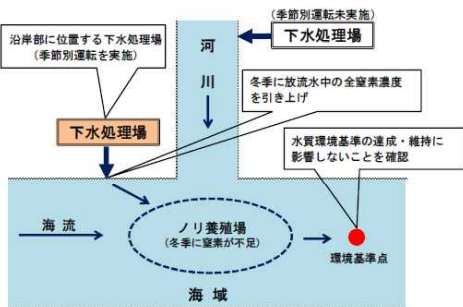 (季節別運転未実施)
下水処理場
沿岸部に位置する下水処理場
(季節別運転を実施)
河
川
冬季に放流水中の全窒素濃度
を引き上げ
下水処理場
水質環境基準の達成・維持に
影響しないことを確認
海 流
ノリ養殖場
(冬季に窒素が不足)
環境基準点
海 域